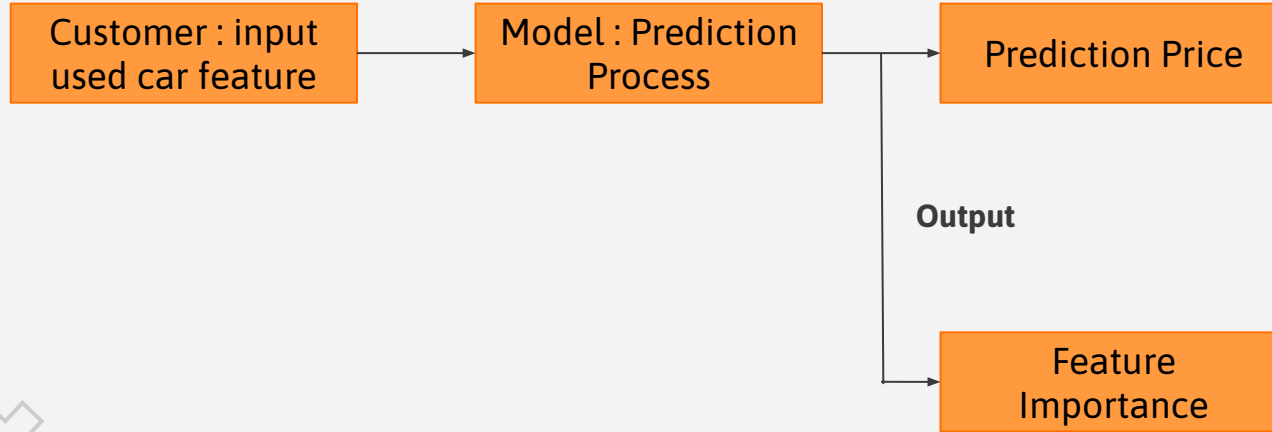 Customer : input
used car feature
Model : Prediction
Process
Prediction Price
Output
Feature
Importance